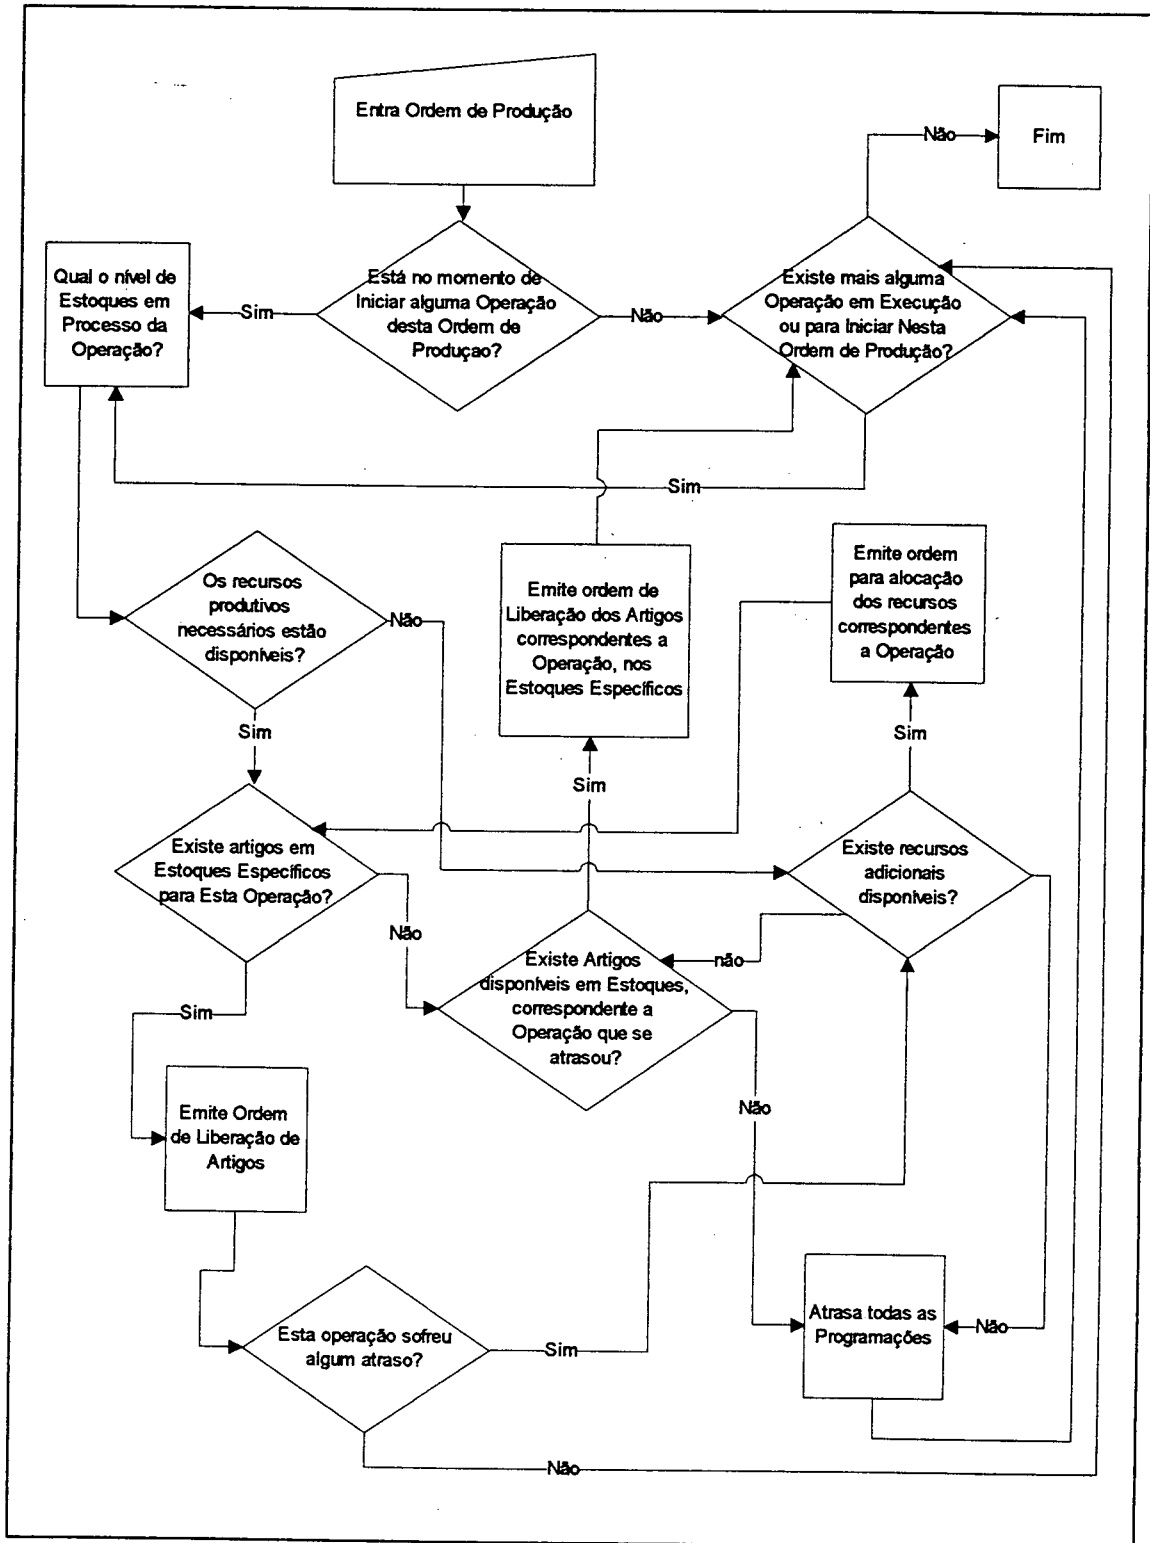 Entra Ordem de Produção
Não
Fim
Qual o nível de
Estoques em
Processo da
Operação?
Sim
Está no momento de
Iniciar alguma Operação
desta Ordem de
Produçao?
Não
Existe mais alguma
Operação em Execução
ou para Iniciar Nesta
Ordem de Produção?
Sim
Os recursos
produtivos
necessários estão
disponíveis?
Não
Emite ordem de
Liberação dos Artigos
correspondentes a
Operação, nos
Estoques Específicos
Emite ordem
para alocação
dos recursos
correspondentes
a Operação
Sim
Sim
Sim
Existe artigos em
Estoques Específicos
para Esta Operação?
Não
Existe recursos
adicionais
disponíveis?
não
Existe Artigos
disponíveis em Estoques,
correspondente a
Operação que se
atrasou?
Sim
Não
Emite Ordem
de Liberação de
Artigos
Esta operação sofreu
algum atraso?
Sim
Atrasa todas as
Programações
Não
Não